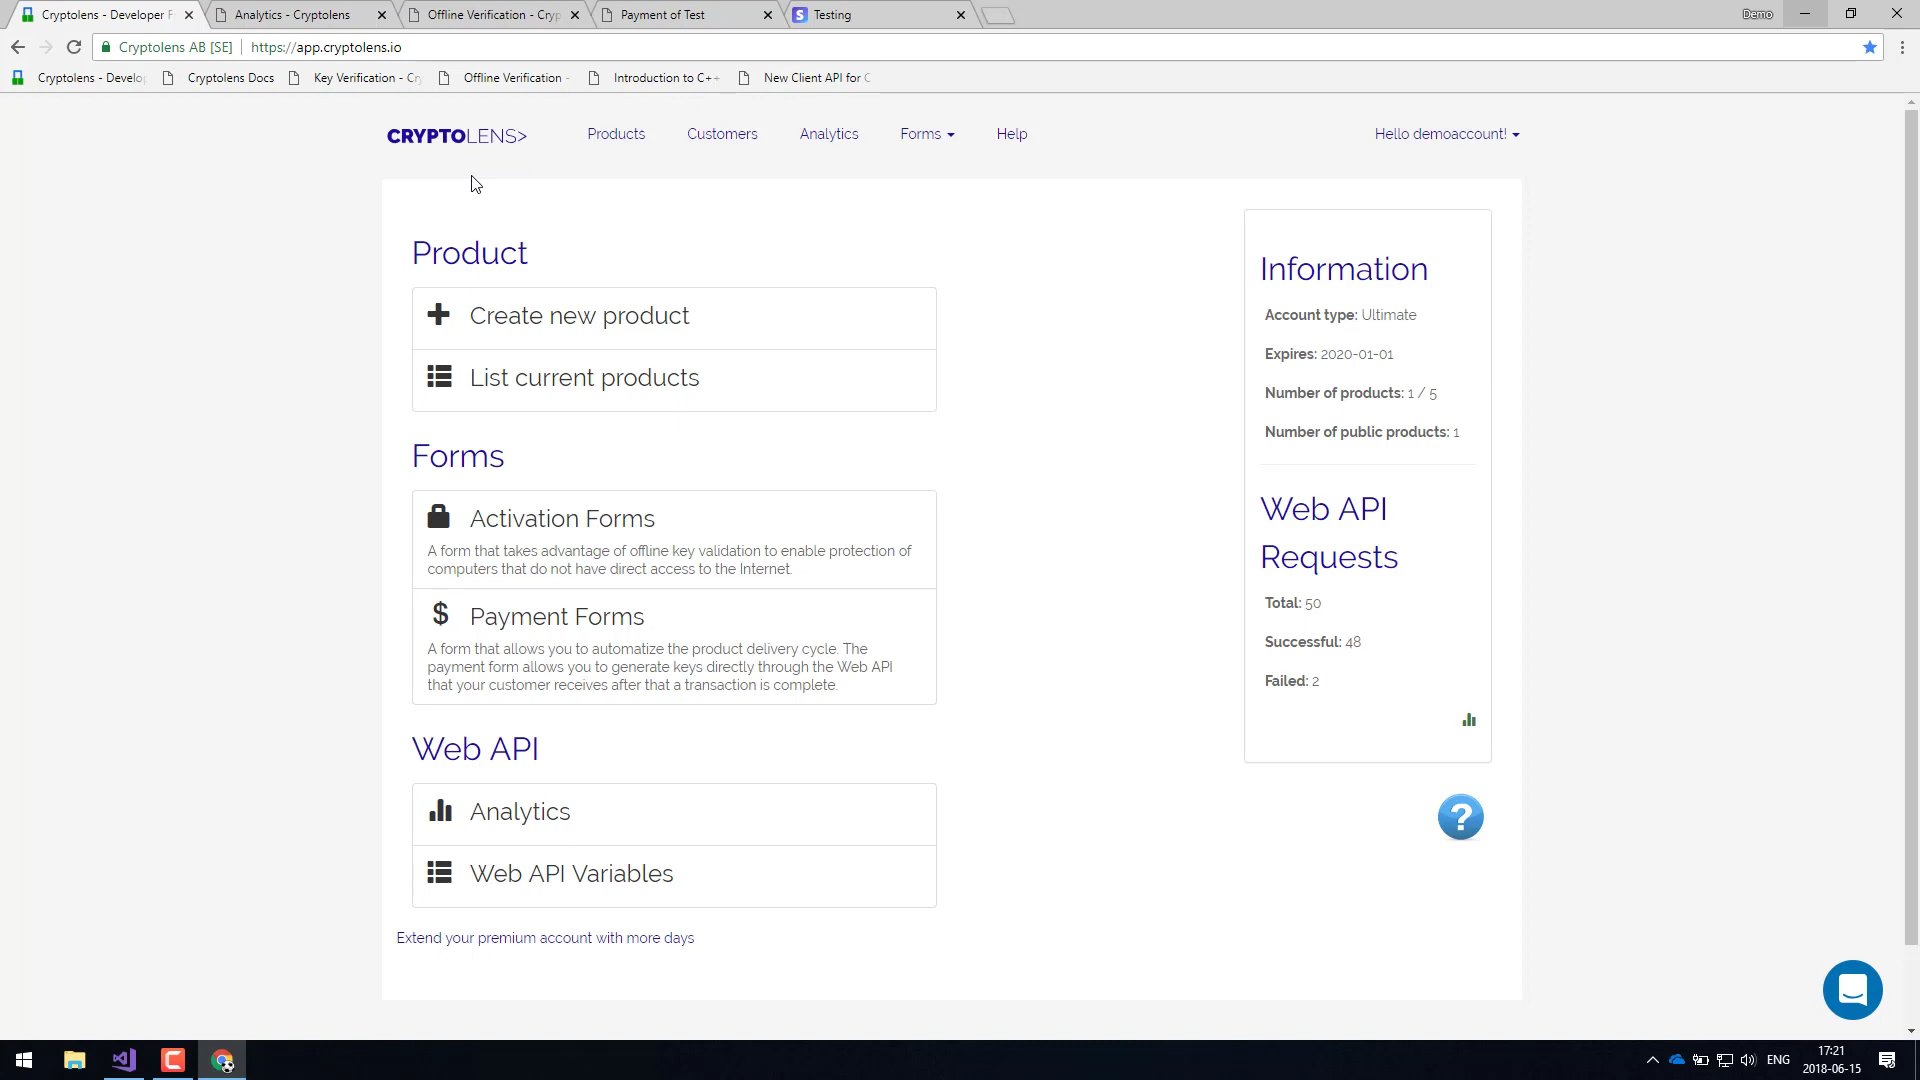 Cryptolens - Developer
Analytics - Cryptolens
Offline Verification - Cryp
Payment of Test
S Testing
Demo
Cryptolens AB [SE] https://app.cryptolens.io
Cryptolens - Develo
Cryptolens Docs
Key Verification - Cr
Offline Verification -
Introduction to C++
New Client API for C
CRYPTOLENS>
Products
Customers
Analytics
Forms
Help
Hello demoaccount!
Product
Create new product
List current products
Forms
Activation Forms
A form that takes advantage of offline key validation to enable protection of
computers that do not have direct access to the Internet.
$ Payment Forms
A form that allows you to automatize the product delivery cycle. The
payment form allows you to generate keys directly through the Web API
that your customer receives after that a transaction is complete.
Web API
Analytics
Web API Variables
Extend your premium account with more days
Information
Account type: Ultimate
Expires: 2020-01-01
Number of products: 1 / 5
Number of public products: 1
Web API
Requests
Total: 50
Successful: 48
Failed: 2
?
ENG
17:21
2018-06-15